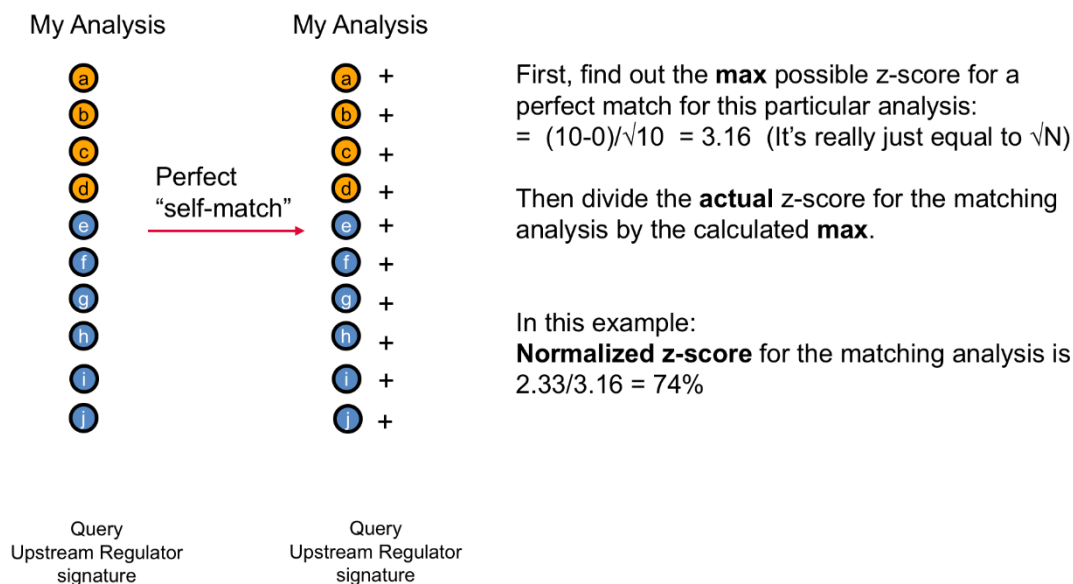 My Analysis
My Analysis
a
b
c
d
e
f
g
h
i
j
Perfect
“self-match”
a +
b +
c +
d +
e +
f +
g +
h +
i +
j +
Query
Upstream Regulator
signature
Query
Upstream Regulator
signature
First, find out the max possible z-score for a
perfect match for this particular analysis:
= (10-0)/√10 = 3.16 (It’s really just equal to √N)
Then divide the actual z-score for the matching
analysis by the calculated max.
In this example:
Normalized z-score for the matching analysis is
2.33/3.16 = 74%